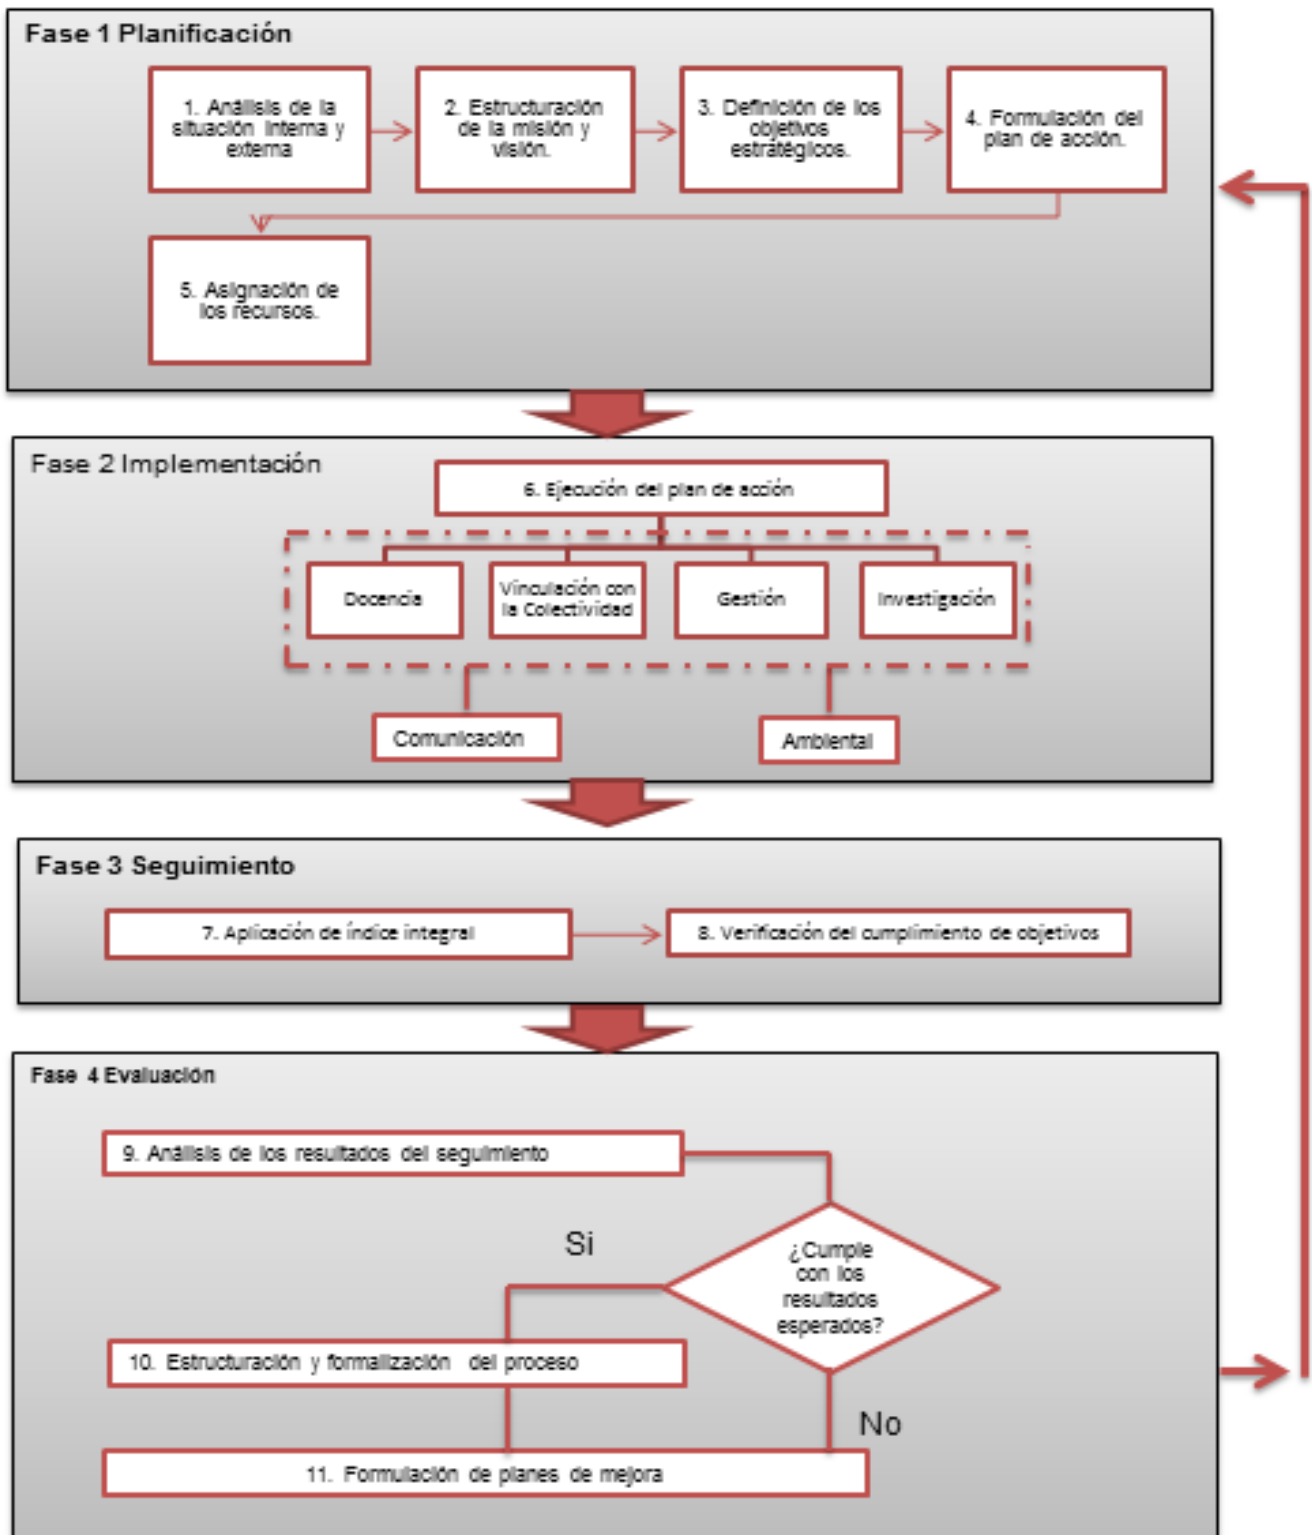 Fase 1 Planificación
1. Análisis de la
situación interna y
externa
2. Estructuración
de la misión y
visión.
3. Definición de los
objetivos
estratégicos.
4. Formulación del
plan de acción.
5. Asignación de
los recursos.
Fase 2 Implementación
6. Ejecución del plan de acción
Docencia
Vinculación con
la Colectividad
Gestión
Investigación
Comunicación
Ambiental
Fase 3 Seguimiento
7. Aplicación de índice integral
8. Verificación del cumplimiento de objetivos
Fase 4 Evaluación
9. Análisis de los resultados del seguimiento
¿Cumple
con los
resultados
esperados?
Si
10. Estructuración y formalización del proceso
No
11. Formulación de planes de mejora